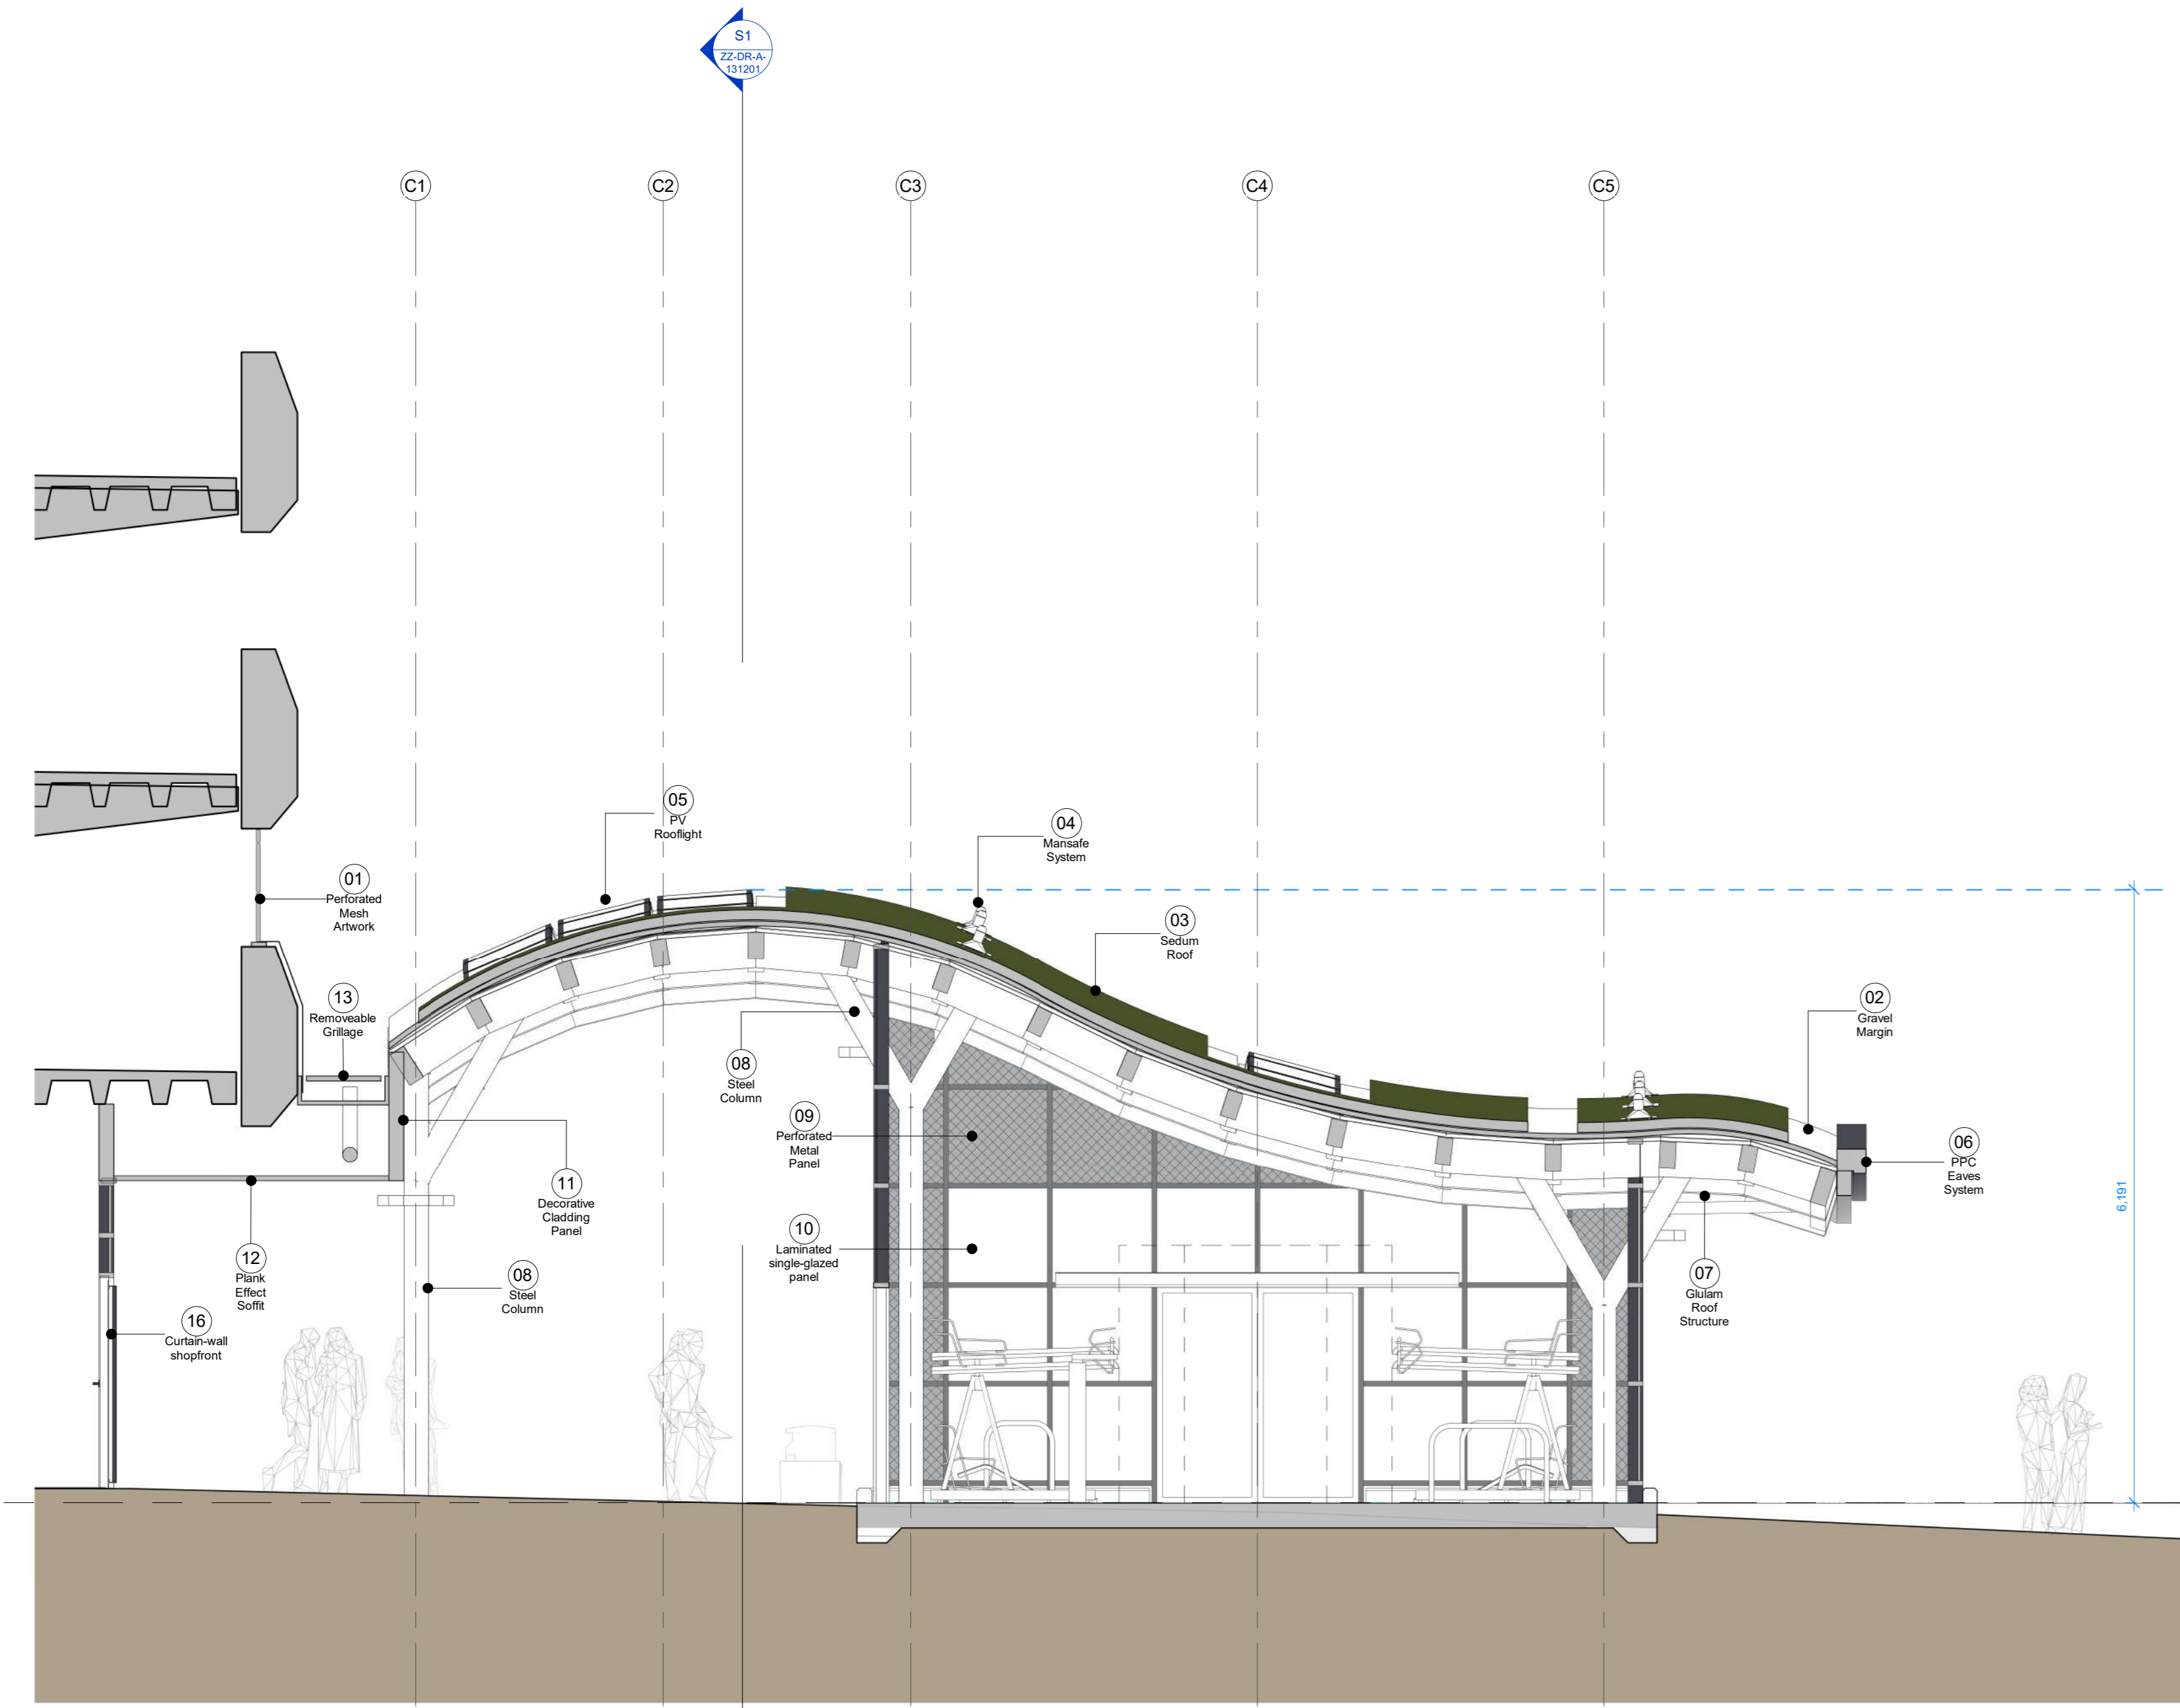 S1
ZZ-DR-A-
131201
C1
C2
C3
C4
C5
05
PV
Rooflight
04
Mansafe
System
01
Perforated
Mesh
Artwork
03
Sedum
Roof
13
Removeable
Grillage
02
Gravel
Margin
08
Steel
Column
09
Perforated
Metal
Panel
06
PPC
Eaves
System
11
Decorative
Cladding
Panel
6,191
10
Laminated
single-glazed
panel
12
Plank
Effect
Soffit
08
Steel
Column
07
Glulam
Roof
Structure
16
Curtain-wall
shopfront